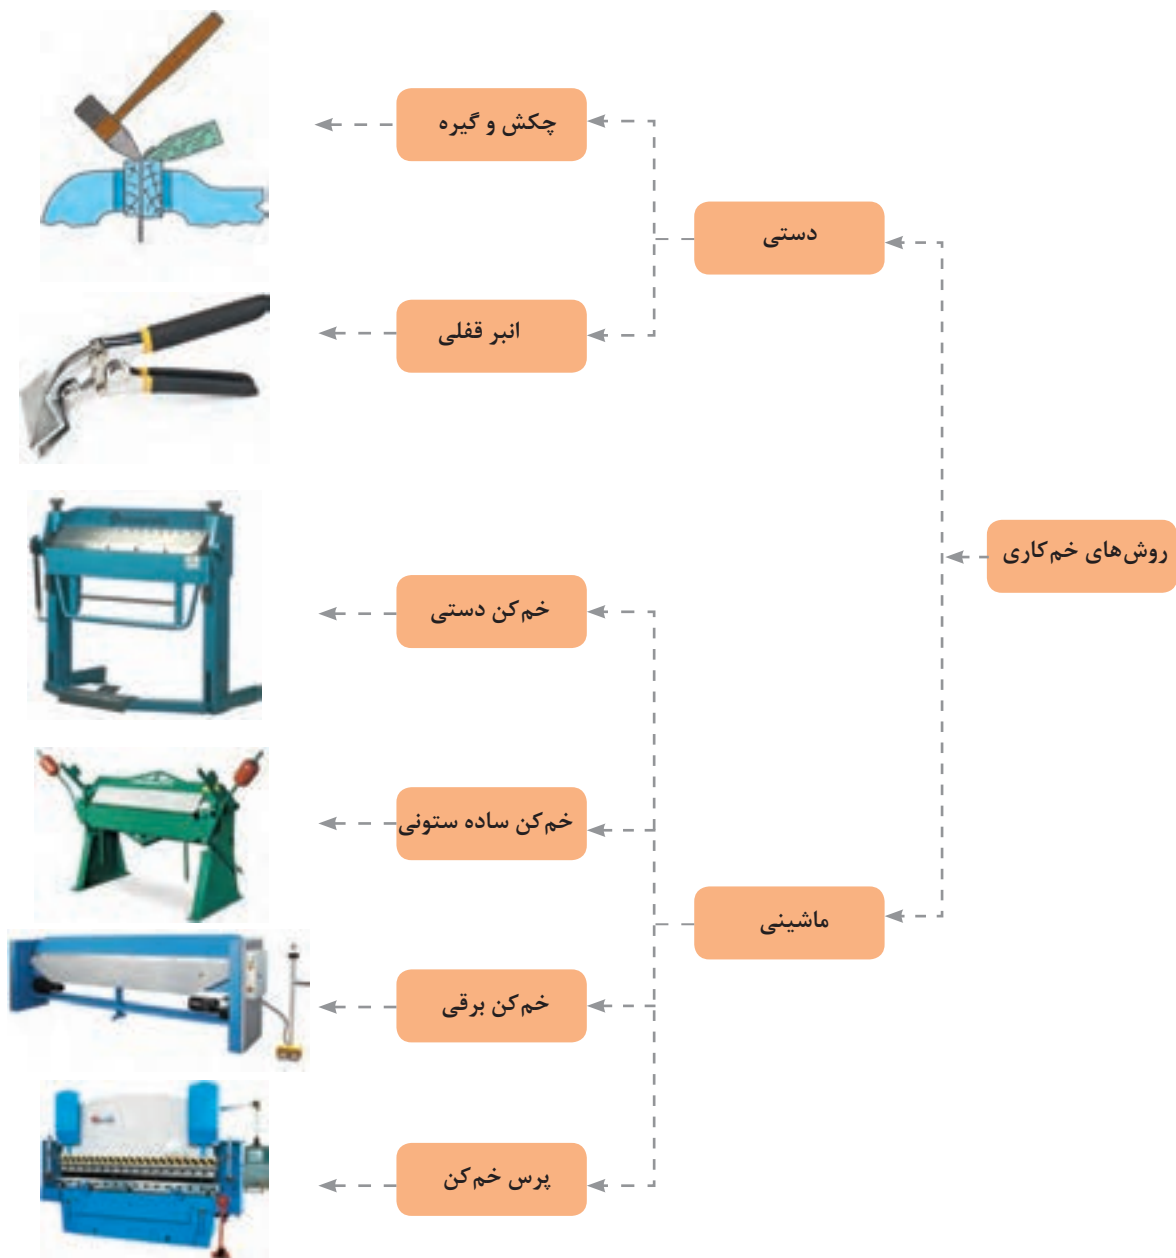 روش‌های خم‌کاری
دستی
چکش و گیره
انبر قفلی
ماشینی
خم‌کن دستی
خم‌کن ساده ستونی
خم‌کن برقی
پرس خم‌کن